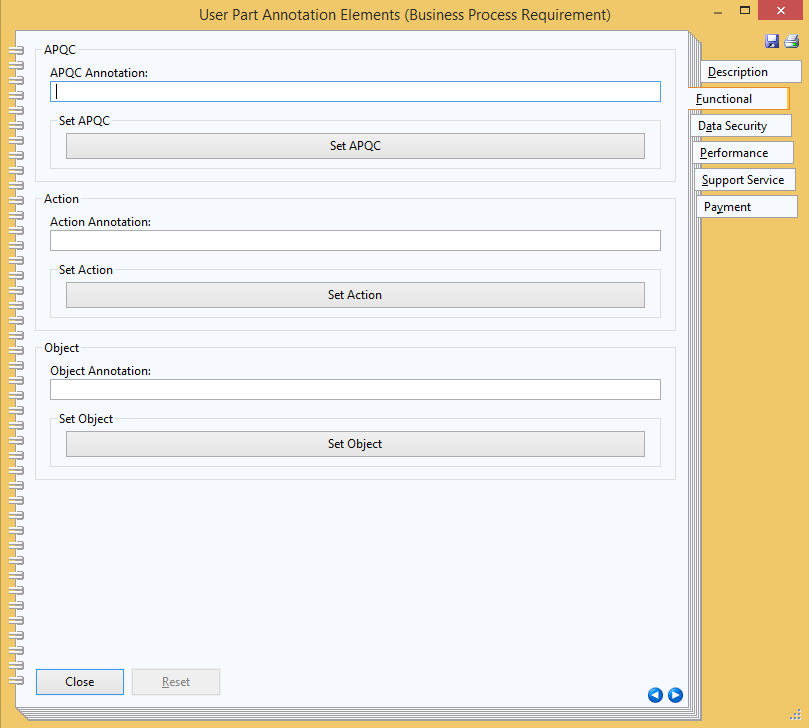 User Part Annotation Elements (Business Process Requirement)
APQC
APQC Annotation:
Set APQC
Set APQC
Action
Action Annotation:
Set Action
Set Action
Object
Object Annotation:
Set Object
Set Object
Close
Reset
Description
Functional
Data Security
Performance
Support Service
Payment